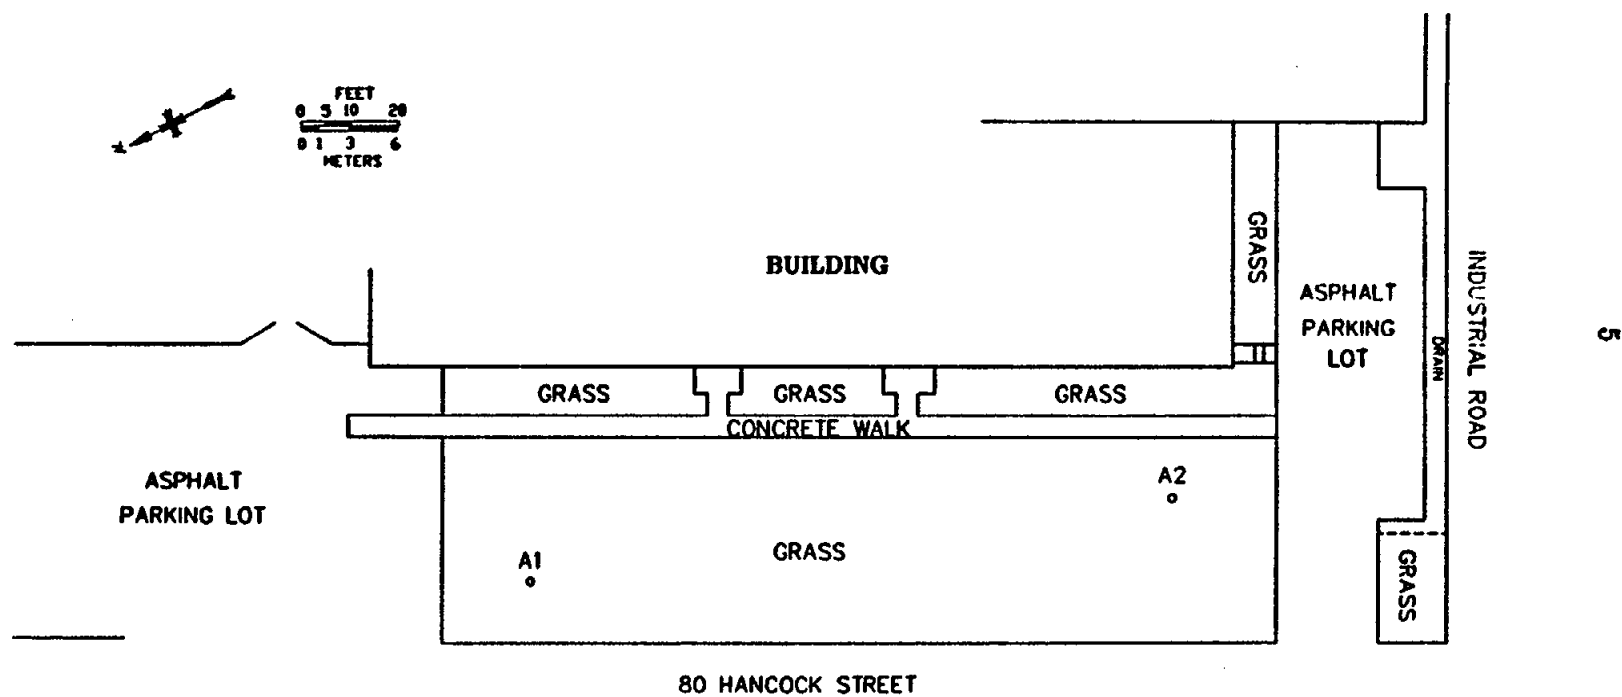 FEET
0 5 10 20
0 1 3 6
METERS
BUILDING
GRASS
ASPHALT
PARKING
LOT
DRAIN
INDUSTRIAL ROAD
5
GRASS
GRASS
GRASS
CONCRETE WALK
ASPHALT
PARKING LOT
A2
A1
GRASS
GRASS
80 HANCOCK STREET